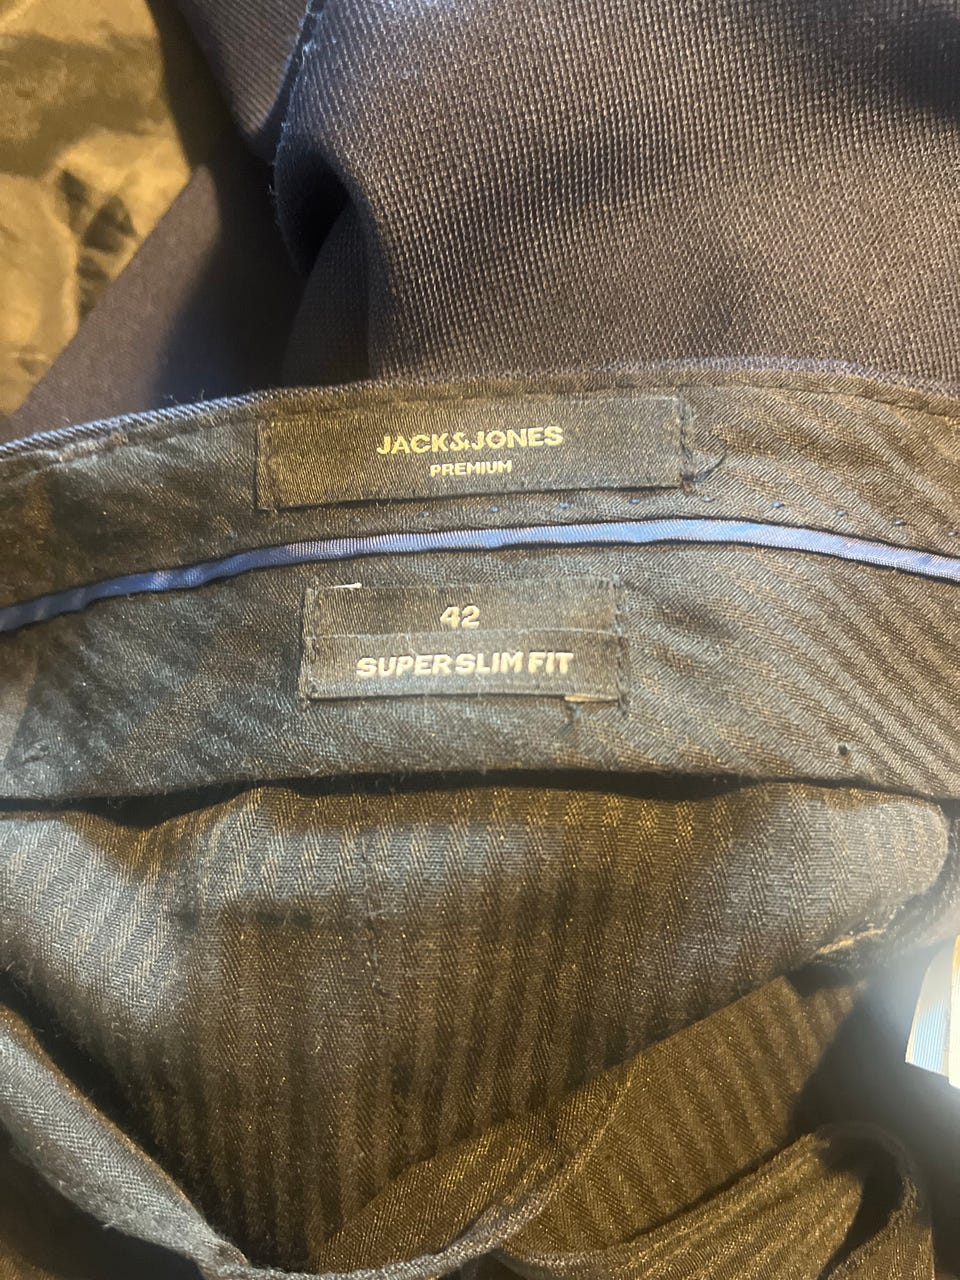 JACK&JONES
PREMIUM
42
SUPER SLIM FIT